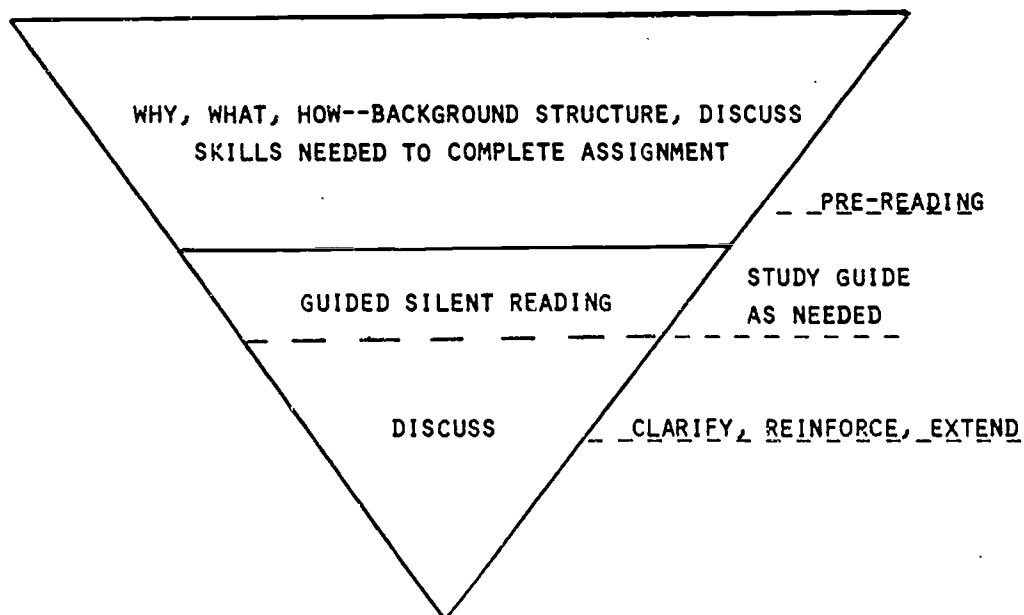 WHY, WHAT, HOW--BACKGROUND STRUCTURE, DISCUSS
SKILLS NEEDED TO COMPLETE ASSIGNMENT
PRE-READING
GUIDED SILENT READING
STUDY GUIDE
AS NEEDED
DISCUSS
CLARIFY, REINFORCE, EXTEND